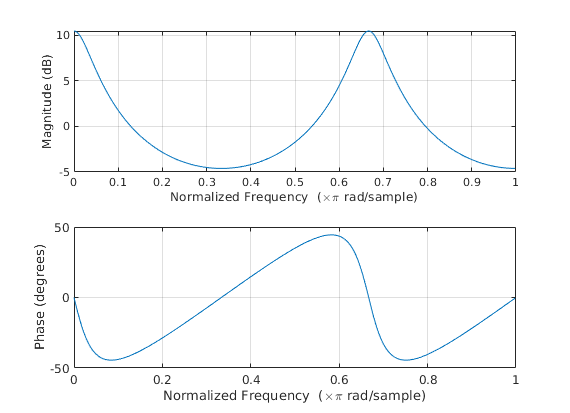 10
5
0
-5
Magnitude (dB)
0 0.1 0.2 0.3 0.4 0.5 0.6 0.7 0.8 0.9 1
Normalized Frequency (×π rad/sample)
50
0
-50
Phase (degrees)
0 0.2 0.4 0.6 0.8 1
Normalized Frequency (×π rad/sample)